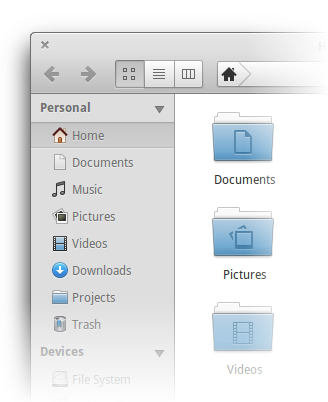 Personal
Home
Documents
Music
Pictures
Videos
Downloads
Projects
Trash
Devices
File System
Documents
Pictures
Videos